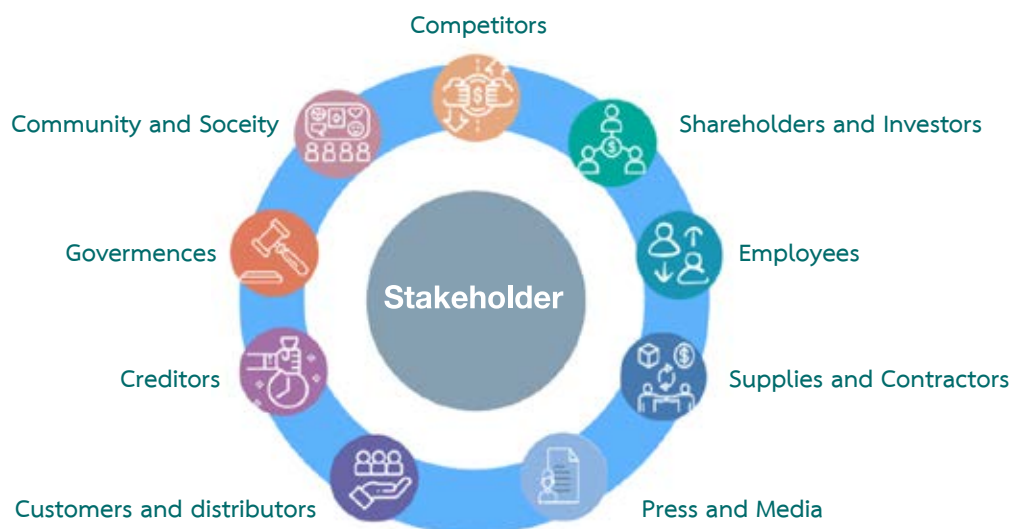 Competitors
Community and Soceity
Shareholders and Investors
Govermences
Employees
Stakeholder
Creditors
Supplies and Contractors
Customers and distributors
Press and Media